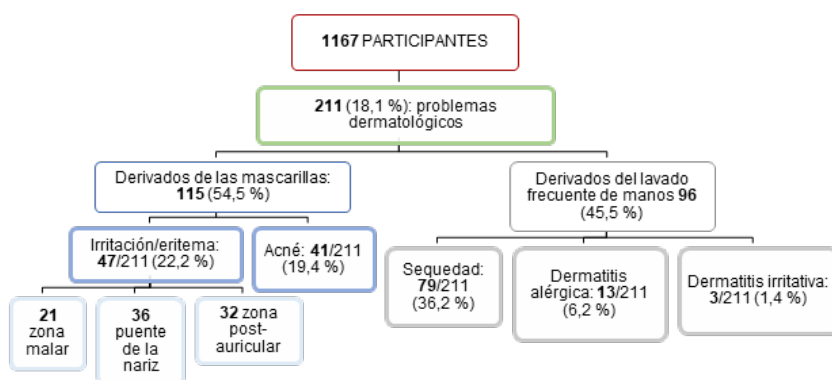 1167 PARTICIPANTES
211 (18,1 %): problemas
dermatológicos
Derivados de las mascarillas:
115 (54,5 %)
Derivados del lavado
frecuente de manos 96
(45,5 %)
Irritación/eritema:
47/211 (22,2 %)
Acné: 41/211
(19,4 %)
Sequedad:
79/211
(36,2 %)
Dermatitis
alérgica: 13/211
(6,2 %)
Dermatitis irritativa:
3/211 (1,4 %)
21
zona
malar
36
puente
de la
nariz
32 zona
post-
auricular